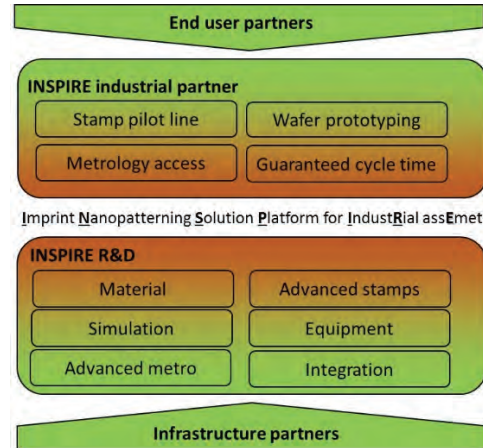 End user partners
INSPIRE industrial partner
Stamp pilot line
Wafer prototyping
Metrology access
Guaranteed cycle time
Imprint Nanopatterning Solution Platform for IndustRial assEmet
INSPIRE R&D
Material
Advanced stamps
Simulation
Equipment
Advanced metro
Integration
Infrastructure partners